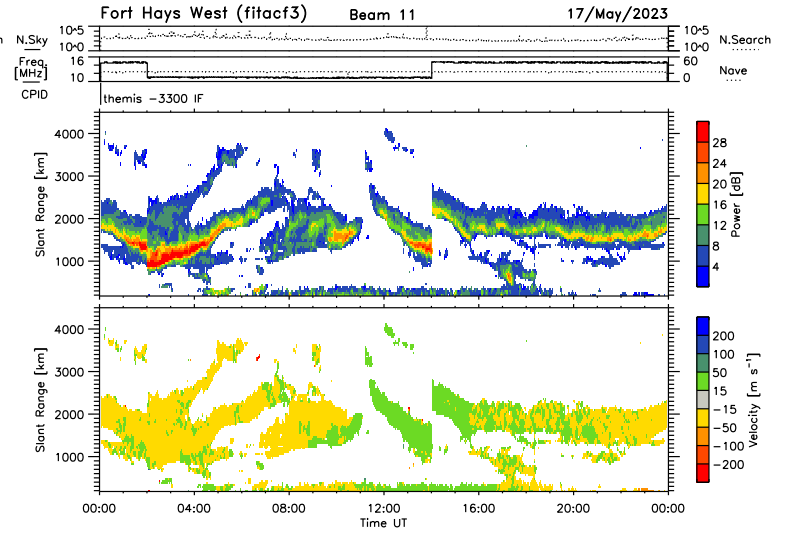 Fort Hays West (fitacf3) Beam 11 17/May/2023
N.Sky 10^5 10^5 N.Search
10^0 10^0
Freq. 16 60 Nave
[MHz] 10 0
CPID themis -3300 IF
Slant Range [km]
4000
3000
2000
1000
Power [dB]
28
24
20
16
12
8
4
Slant Range [km]
4000
3000
2000
1000
Velocity [m s⁻¹]
200
100
50
15
-15
-50
-100
-200
00:00 04:00 08:00 12:00 16:00 20:00 00:00
Time UT